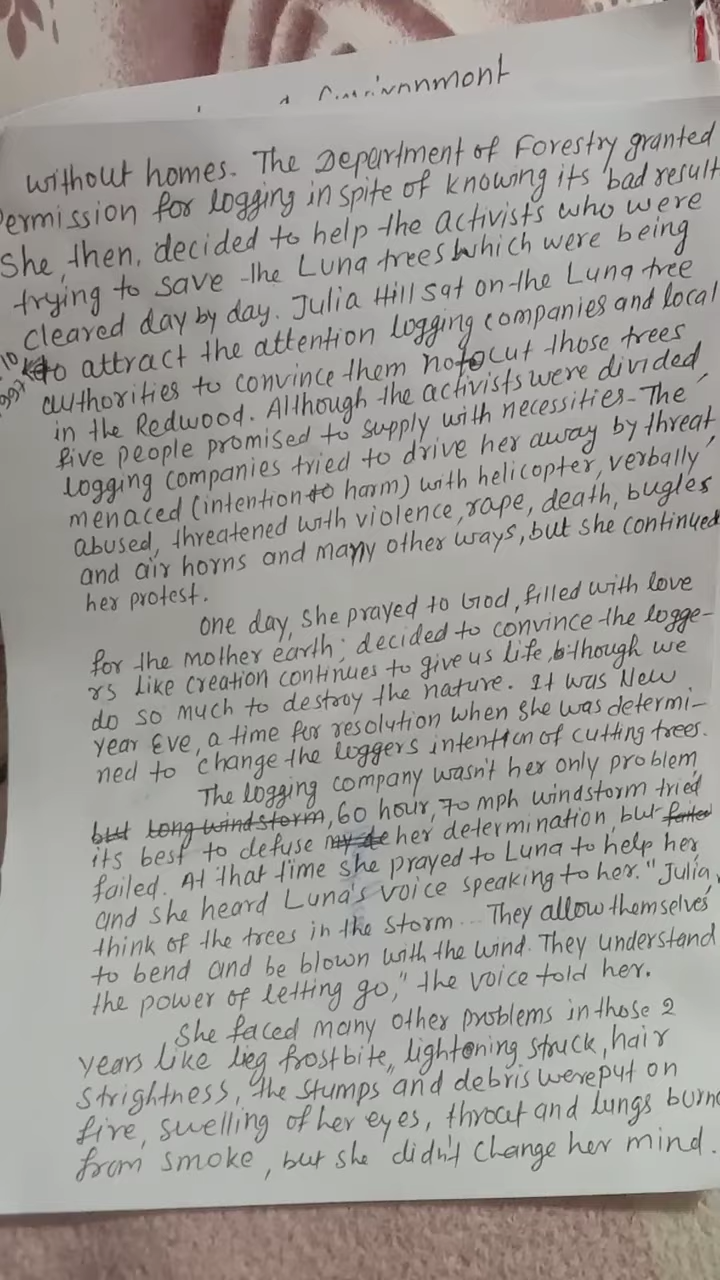 without homes. The Department of Forestry granted
permission for logging inspite of knowing its bad result
She, then, decided to help the activists who were
trying to save the Luna trees which were being
cleared day by day. Julia Hill sat on the Luna tree
to attract the attention logging companies and local
authorities to convince them not to cut those trees
in the Redwood. Although the activists were divided,
five people promised to supply with necessities. The
logging companies tried to drive her away by threat,
menaced (intention to harm) with helicopter, verbally
abused, threatened with violence, rape, death, bugles
and air horns and many other ways, but she continued
her protest.
One day, she prayed to God, filled with love
for the mother earth; decided to convince the logge-
rs like creation continues to give us life, though we
do so much to destroy the nature. It was New
year Eve, a time for resolution when she was determi-
ned to change the loggers intention of cutting trees.
The logging company wasn't her only problem,
but long windstorm, 60 hour, 70 mph windstorm tried
its best to defuse her determination, but failed
failed. At that time she prayed to Luna to help her
and she heard Luna's voice speaking to her. "Julia,
think of the trees in the storm... They allow themselves
to bend and be blown with the wind. They understand
the power of letting go," the voice told her.
She faced many other problems in those 2
years like leg frostbite, lightening struck, hair
strightness, the stumps and debris were put on
fire, swelling of her eyes, throat and lungs burnd
from smoke, but she didn't change her mind.